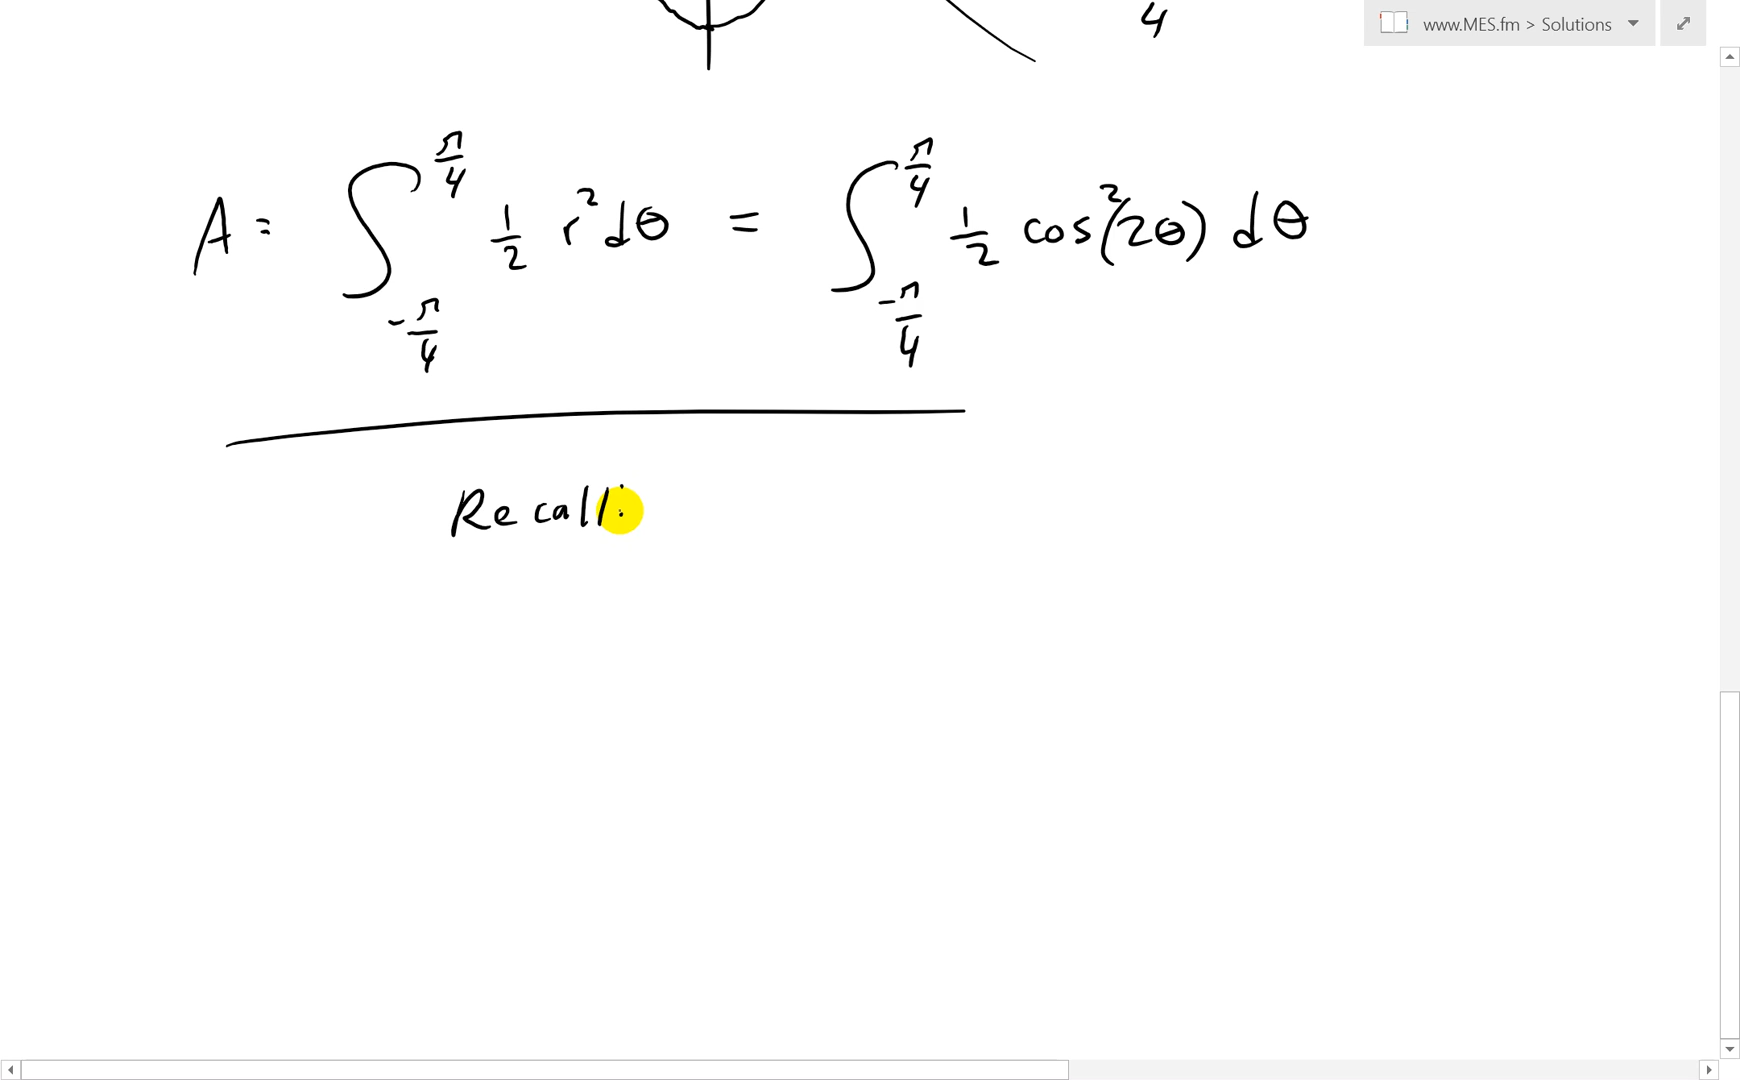 4
www.MES.fm > Solutions
A = ∫_{-π/4}^{π/4} 1/2 r² dθ = ∫_{-π/4}^{π/4} 1/2 cos²(2θ) dθ
Recall: